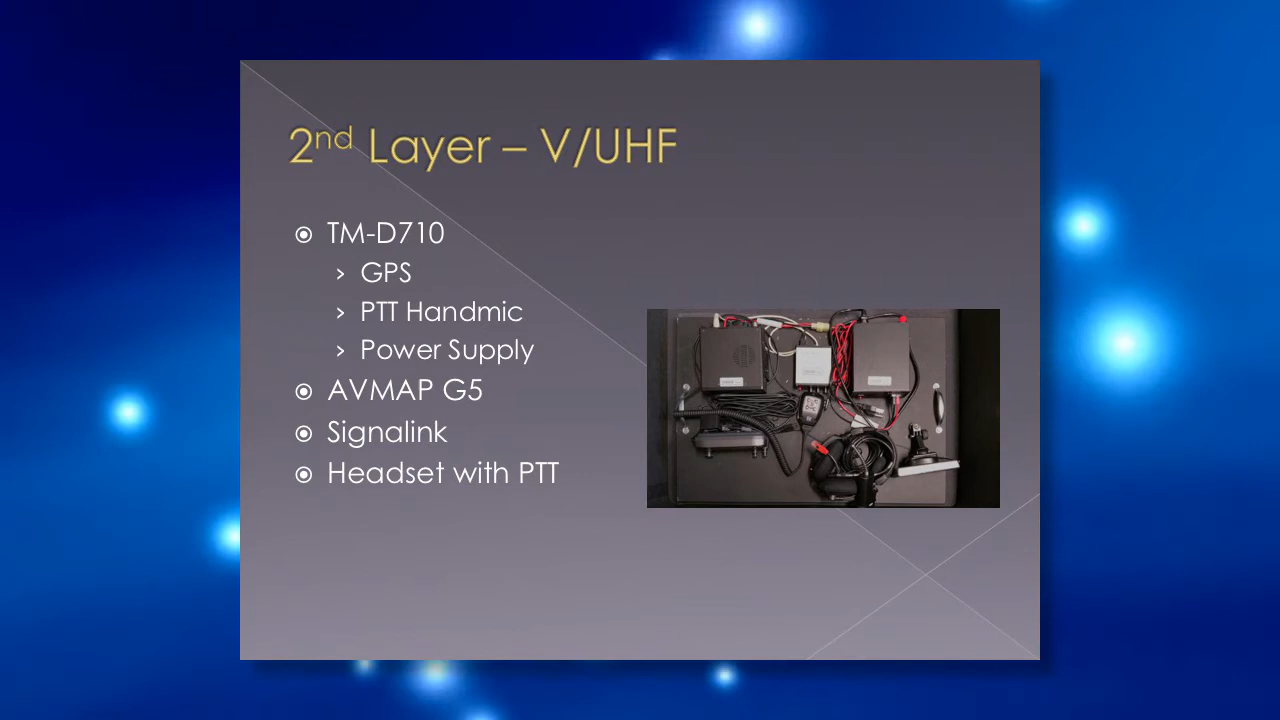 2nd Layer – V/UHF
TM-D710
GPS
PTT Handmic
Power Supply
AVMAP G5
Signalink
Headset with PTT